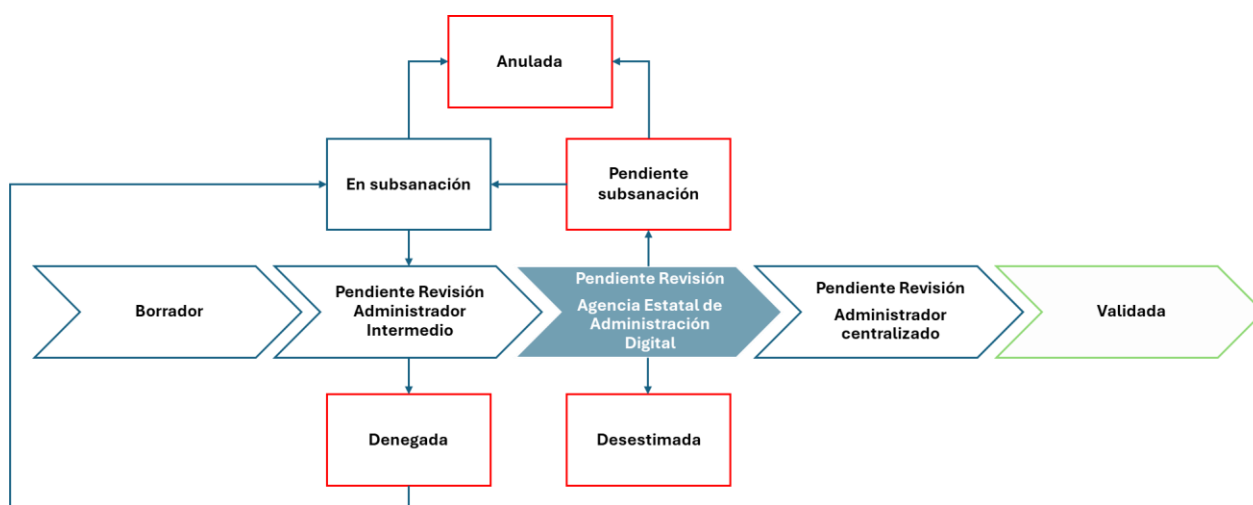 Anulada
En subsanación
Pendiente
subsanación
Borrador
Pendiente Revisión
Administrador
Intermedio
Pendiente Revisión
Agencia Estatal de
Administración
Digital
Pendiente Revisión
Administrador
centralizado
Validada
Denegada
Desestimada